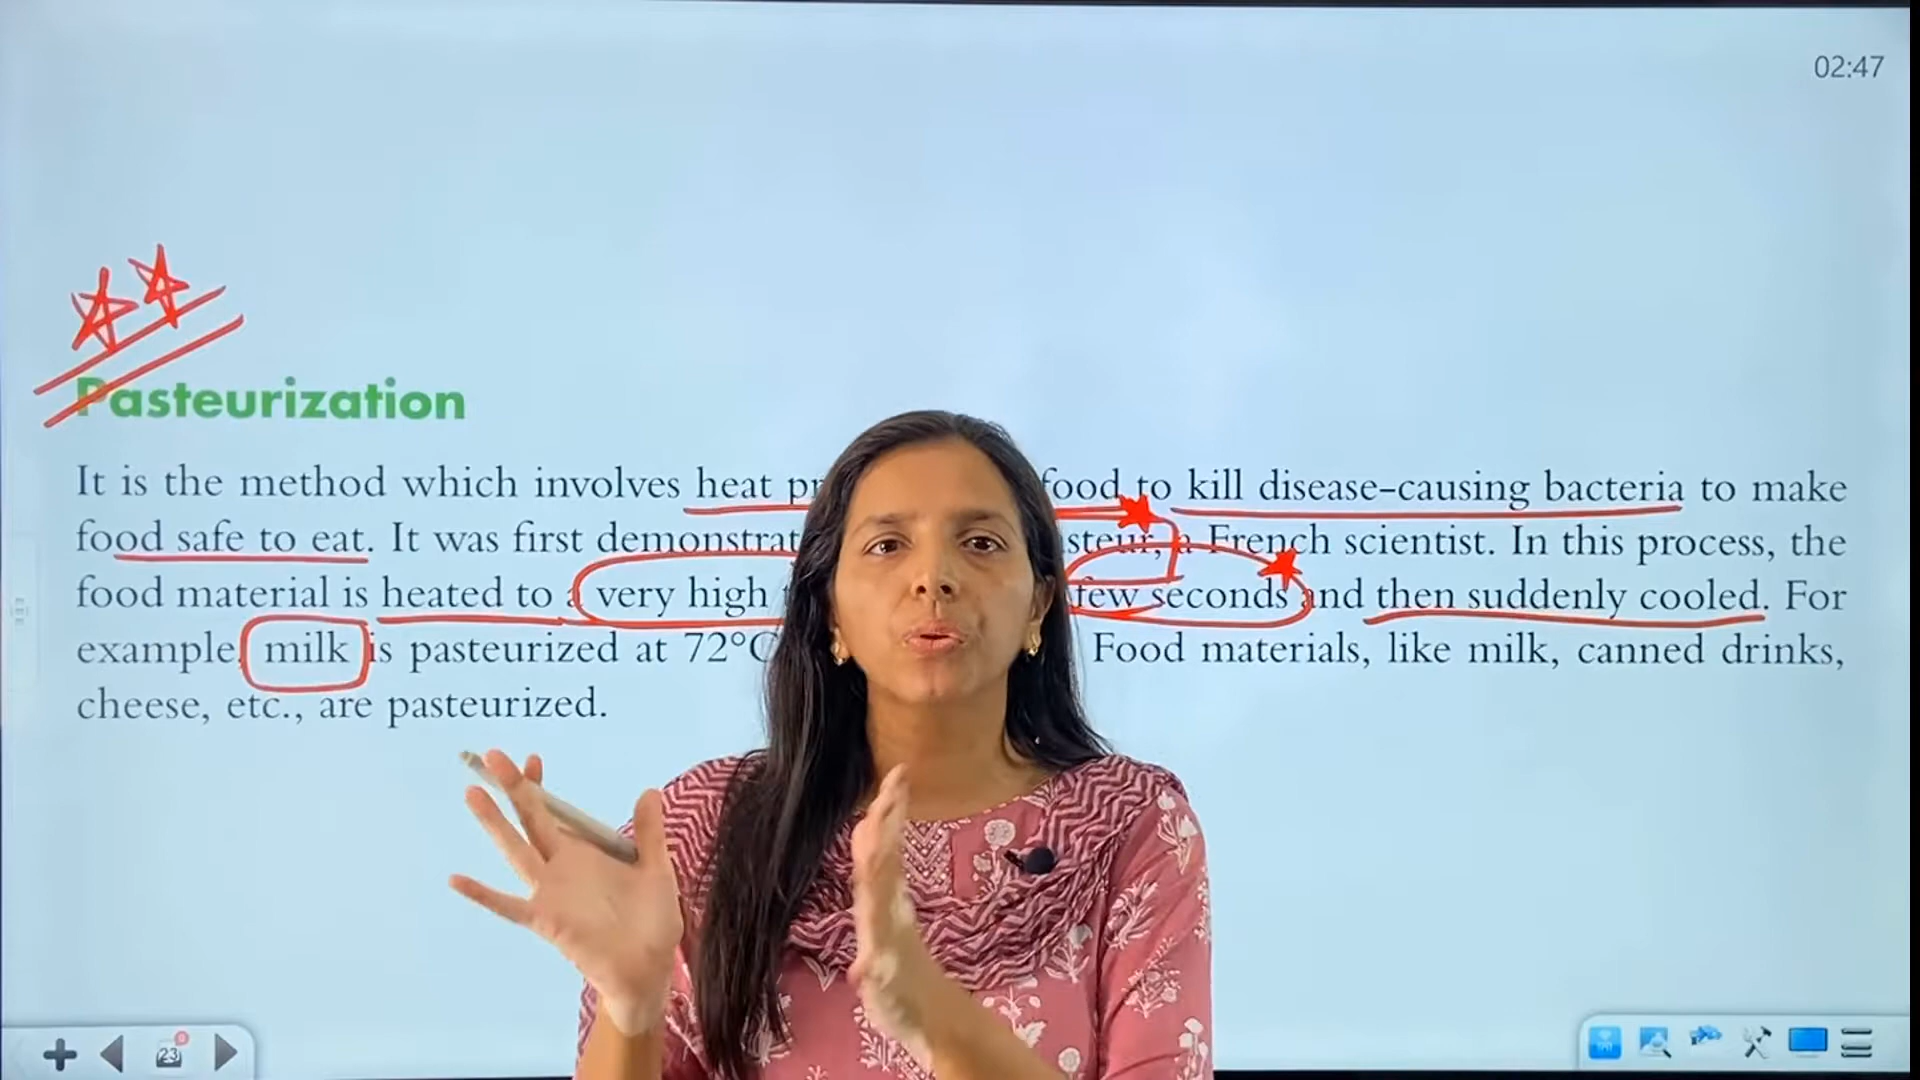 02:47
Pasteurization
It is the method which involves heat food to kill disease-causing bacteria to make
food safe to eat. It was first a French scientist. In this process, the
food material is heated to a very high few seconds and then suddenly cooled. For
example, milk is pasteurized at 72°C Food materials, like milk, canned drinks,
cheese, etc., are pasteurized.
23